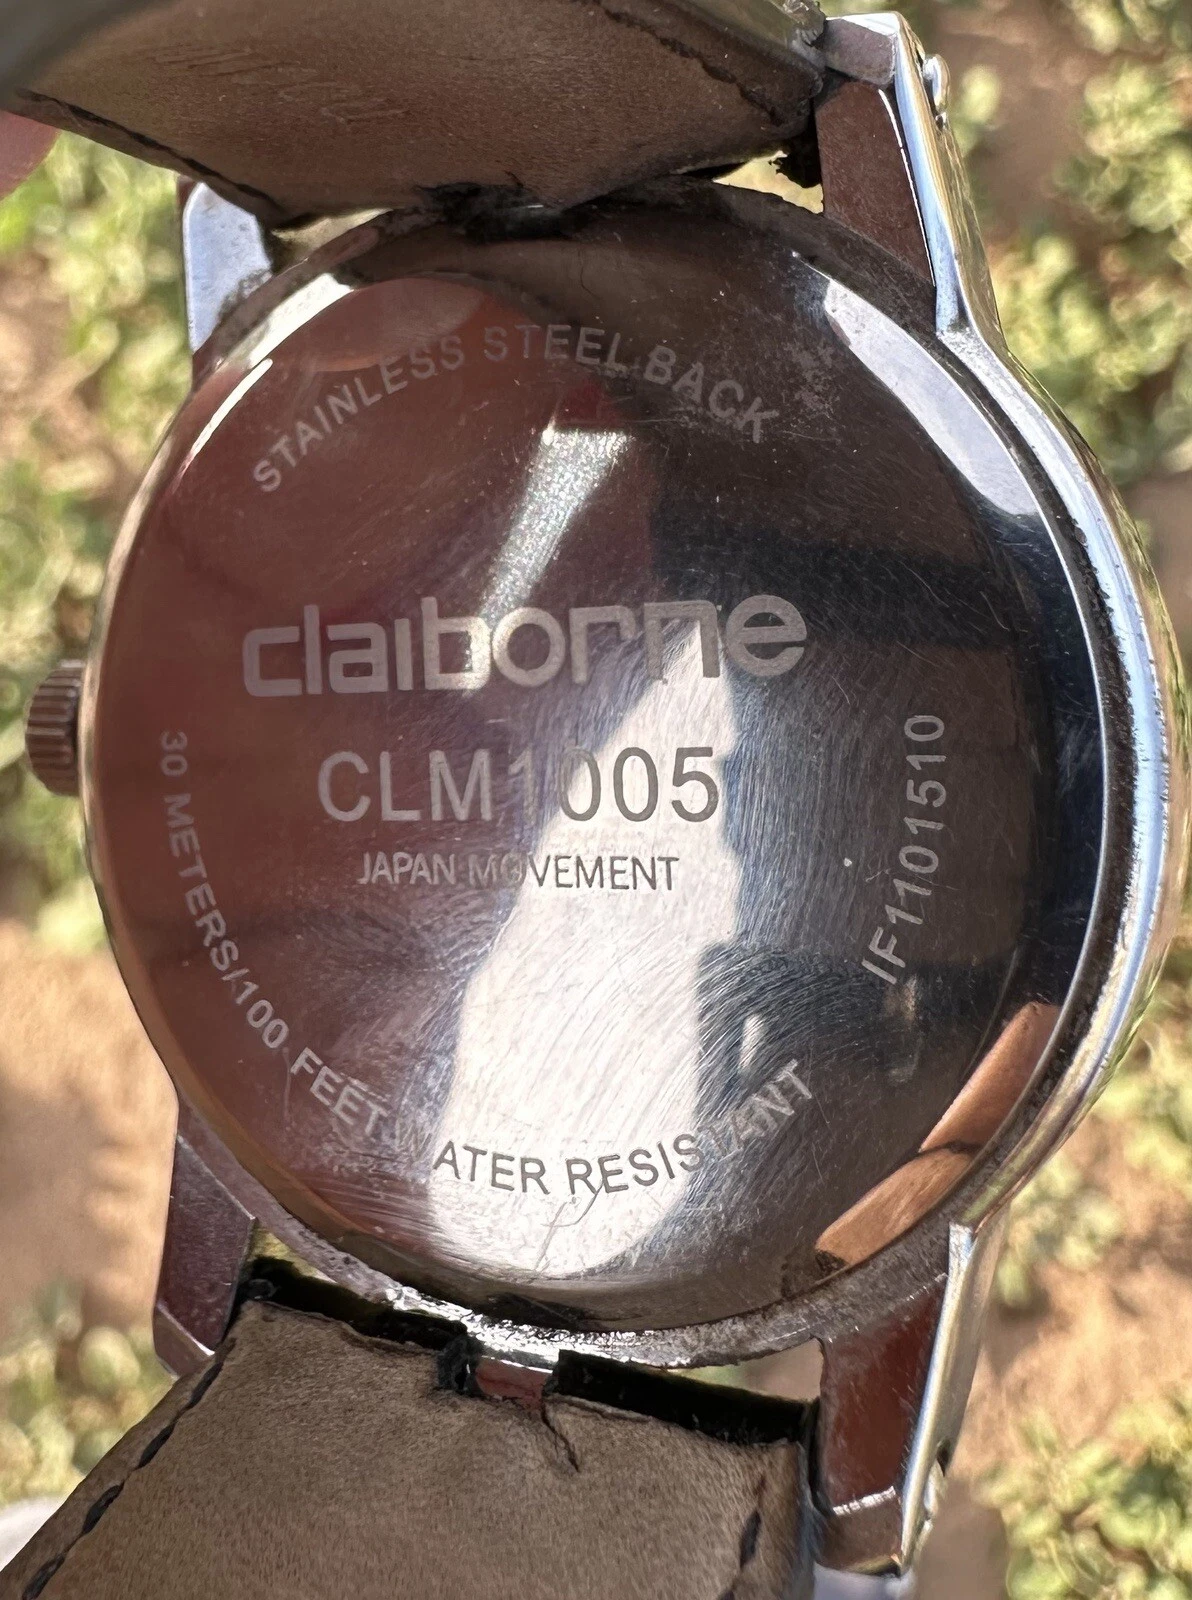 STAINLESS STEEL BACK
claiborne
CLM1005
JAPAN MOVEMENT
IF1101510
30 METERS/100 FEET WATER RESISTANT